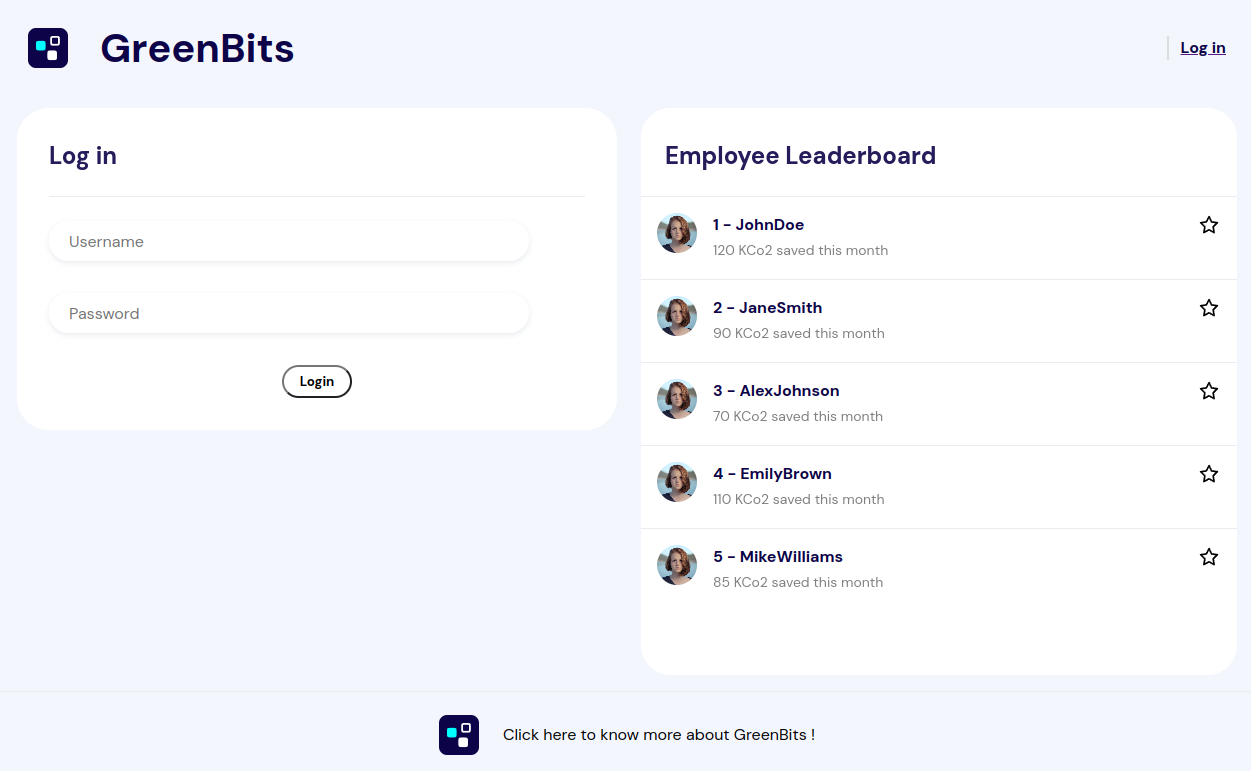 GreenBits
Log in
Log in
Username
Password
Login
Employee Leaderboard
1 - JohnDoe
120 KCo2 saved this month
2 - JaneSmith
90 KCo2 saved this month
3 - AlexJohnson
70 KCo2 saved this month
4 - EmilyBrown
110 KCo2 saved this month
5 - MikeWilliams
85 KCo2 saved this month
Click here to know more about GreenBits !